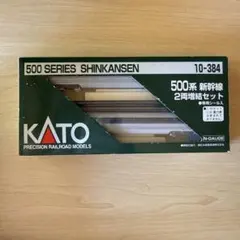 500 SERIES SHINKANSEN
10-384
500系 新幹線
2両増結セット
KATO
PRECISION RAILROAD MODELS
N-GAUGE